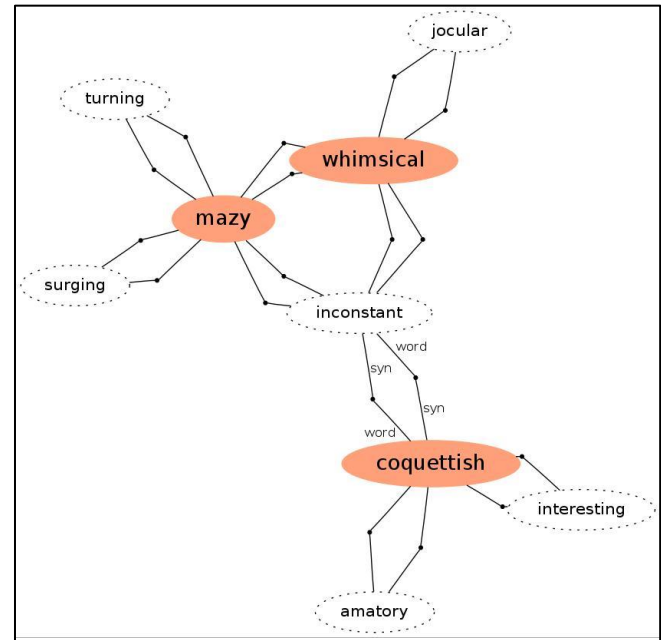 jocular
turning
whimsical
mazy
surging
inconstant
word
syn
syn
word
coquettish
interesting
amatory